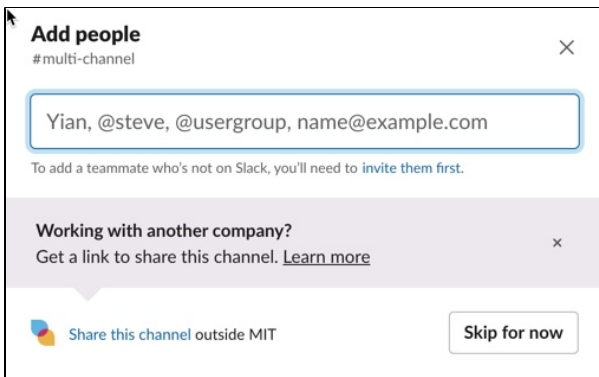 Add people
#multi-channel
Yian, @steve, @usergroup, name@example.com
To add a teammate who's not on Slack, you'll need to invite them first.
Working with another company?
Get a link to share this channel. Learn more
Share this channel outside MIT
Skip for now